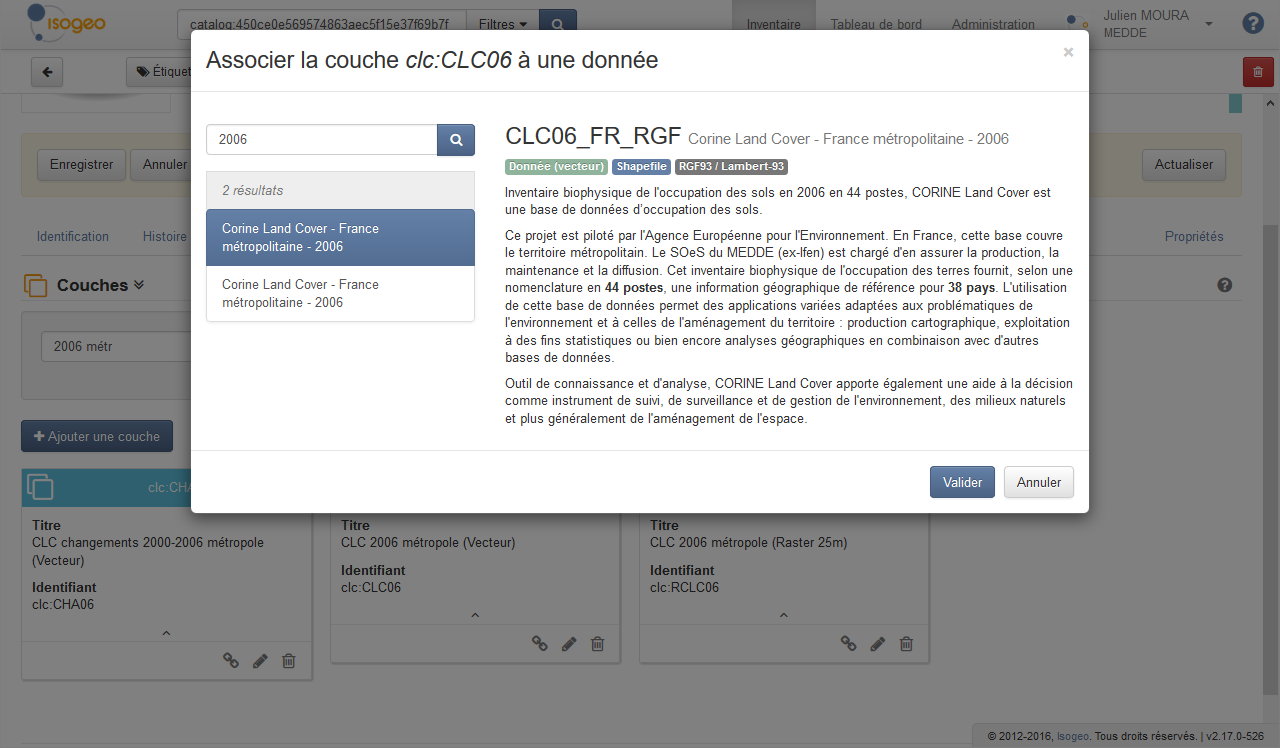 isogeo
catalog:450ce0e569574863aec5f15e37f69b7f
Filtres
Inventaire
Tableau de bord
Administration
Julien MOURA
MEDDE
Associer la couche clc:CLC06 à une donnée
×
Étiquet
Enregistrer
Annuler
Actualiser
Identification
Histoire
Propriétés
Couches
2006 métr
Ajouter une couche
2006
2 résultats
Corine Land Cover - France
métropolitaine - 2006
Corine Land Cover - France
métropolitaine - 2006
CLC06_FR_RGF Corine Land Cover - France métropolitaine - 2006
Donnée (vecteur) Shapefile RGF93 / Lambert-93
Inventaire biophysique de l'occupation des sols en 2006 en 44 postes, CORINE Land Cover est
une base de données d'occupation des sols.
Ce projet est piloté par l'Agence Européenne pour l'Environnement. En France, cette base couvre
le territoire métropolitain. Le SOeS du MEDDE (ex-Ifen) est chargé d'en assurer la production, la
maintenance et la diffusion. Cet inventaire biophysique de l'occupation des terres fournit, selon une
nomenclature en 44 postes, une information géographique de référence pour 38 pays. L'utilisation
de cette base de données permet des applications variées adaptées aux problématiques de
l'environnement et à celles de l'aménagement du territoire : production cartographique, exploitation
à des fins statistiques ou bien encore analyses géographiques en combinaison avec d'autres
bases de données.
Outil de connaissance et d'analyse, CORINE Land Cover apporte également une aide à la décision
comme instrument de suivi, de surveillance et de gestion de l'environnement, des milieux naturels
et plus généralement de l'aménagement de l'espace.
Valider
Annuler
clc:CHA
Titre
CLC changements 2000-2006 métropole
(Vecteur)
Identifiant
clc:CHA06
Titre
CLC 2006 métropole (Vecteur)
Identifiant
clc:CLC06
Titre
CLC 2006 métropole (Raster 25m)
Identifiant
clc:RCLC06
© 2012-2016, Isogeo. Tous droits réservés. | v2.17.0-526